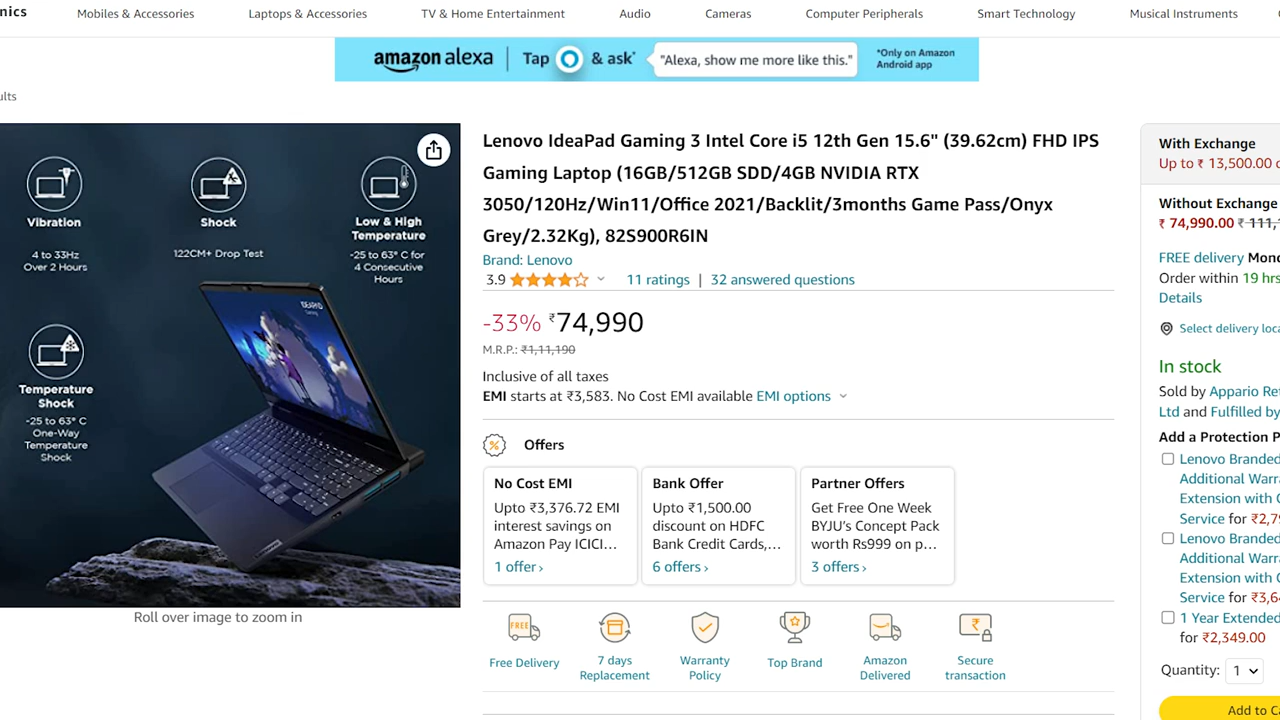 nics
Mobiles & Accessories
Laptops & Accessories
TV & Home Entertainment
Audio
Cameras
Computer Peripherals
Smart Technology
Musical Instruments
amazon alexa
Tap & ask*
"Alexa, show me more like this."
*Only on Amazon
Android app
ults
Vibration
4 to 33Hz
Over 2 Hours
Shock
122CM+ Drop Test
Low & High
Temperature
-25 to 63° C for
4 Consecutive
Hours
Temperature
Shock
-25 to 63° C
One-Way
Temperature
Shock
Roll over image to zoom in
Lenovo IdeaPad Gaming 3 Intel Core i5 12th Gen 15.6" (39.62cm) FHD IPS
Gaming Laptop (16GB/512GB SDD/4GB NVIDIA RTX
3050/120Hz/Win11/Office 2021/Backlit/3months Game Pass/Onyx
Grey/2.32Kg), 82S900R6IN
Brand: Lenovo
3.9
11 ratings | 32 answered questions
-33% ₹74,990
M.R.P.: ₹1,11,190
Inclusive of all taxes
EMI starts at ₹3,583. No Cost EMI available EMI options
Offers
No Cost EMI
Upto ₹3,376.72 EMI
interest savings on
Amazon Pay ICICI...
1 offer ›
Bank Offer
Upto ₹1,500.00
discount on HDFC
Bank Credit Cards,...
6 offers ›
Partner Offers
Get Free One Week
BYJU's Concept Pack
worth Rs999 on p...
3 offers ›
FREE
Free Delivery
7 days
Replacement
Warranty
Policy
Top Brand
Amazon
Delivered
Secure
transaction
With Exchange
Up to ₹ 13,500.00
Without Exchange
₹ 74,990.00 ₹ 111,
FREE delivery Mon
Order within 19 hrs
Details
Select delivery loc
In stock
Sold by Appario Re
Ltd and Fulfilled by
Add a Protection P
Lenovo Branded
Additional Warr
Extension with
Service for ₹2,7
Lenovo Branded
Additional Warr
Extension with
Service for ₹3,6
1 Year Extended
for ₹2,349.00
Quantity: 1
Add to C